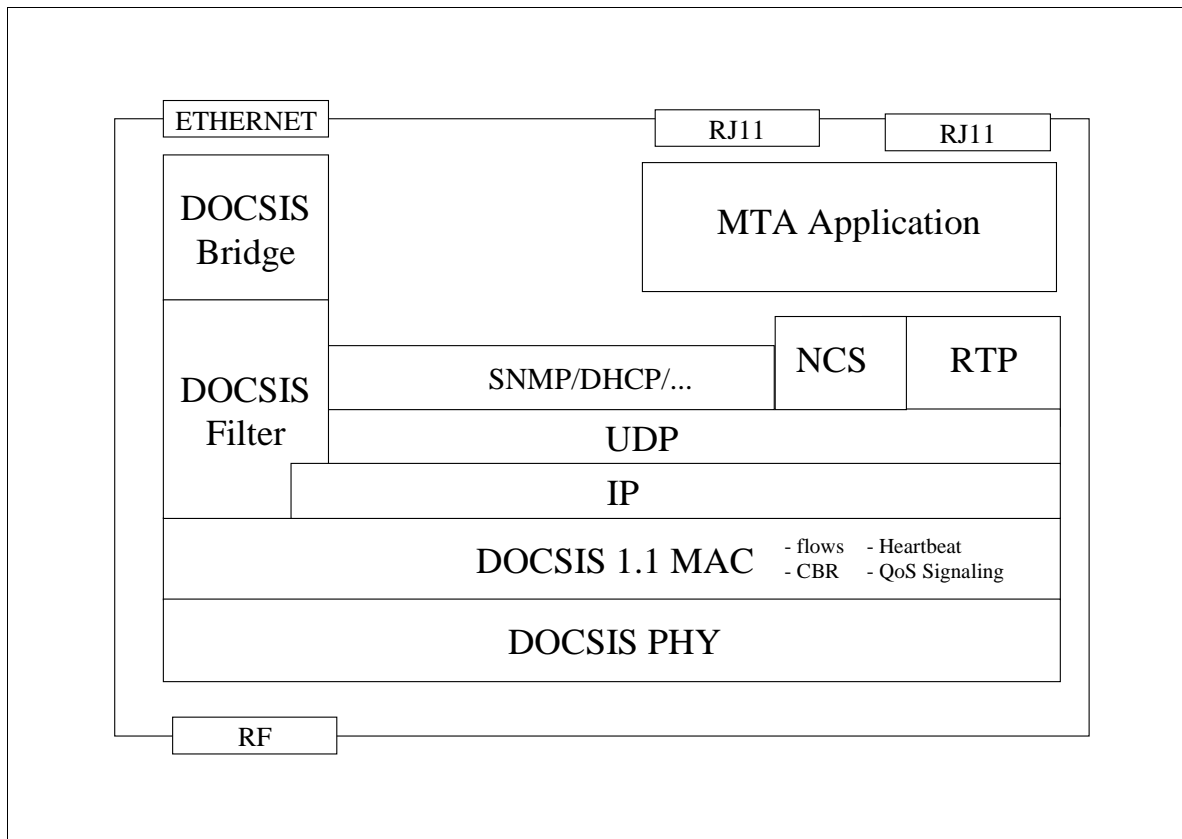 ETHERNET
RJ11
RJ11
DOCSIS
Bridge
MTA Application
DOCSIS
Filter
SNMP/DHCP/...
NCS
RTP
UDP
IP
DOCSIS 1.1 MAC
- flows - Heartbeat
- CBR - QoS Signaling
DOCSIS PHY
RF